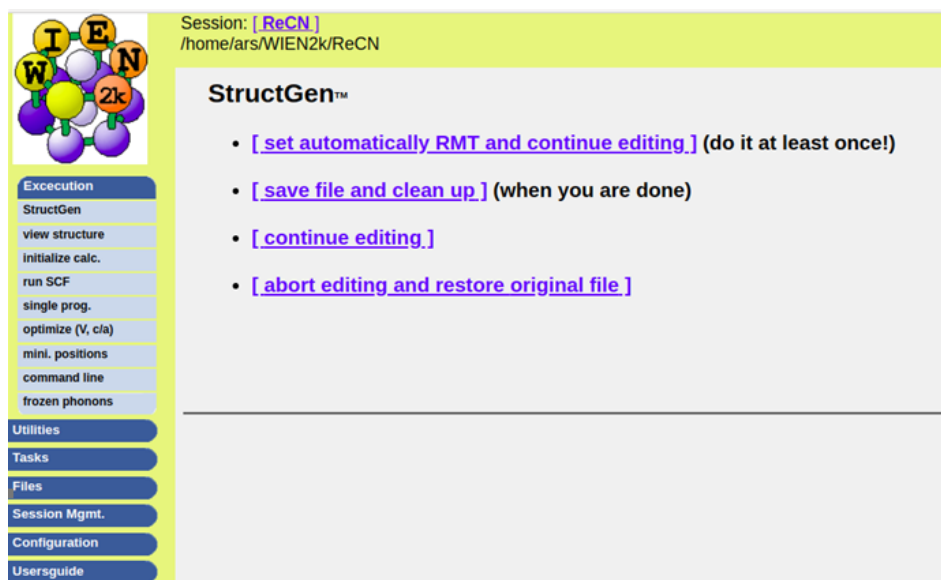 W I E N 2k
Session: [ ReCN ]
/home/ars/WIEN2k/ReCN
Excecution
StructGen
view structure
initialize calc.
run SCF
single prog.
optimize (V, c/a)
mini. positions
command line
frozen phonons
Utilities
Tasks
Files
Session Mgmt.
Configuration
Usersguide
StructGen™
• [ set automatically RMT and continue editing ] (do it at least once!)
• [ save file and clean up ] (when you are done)
• [ continue editing ]
• [ abort editing and restore original file ]